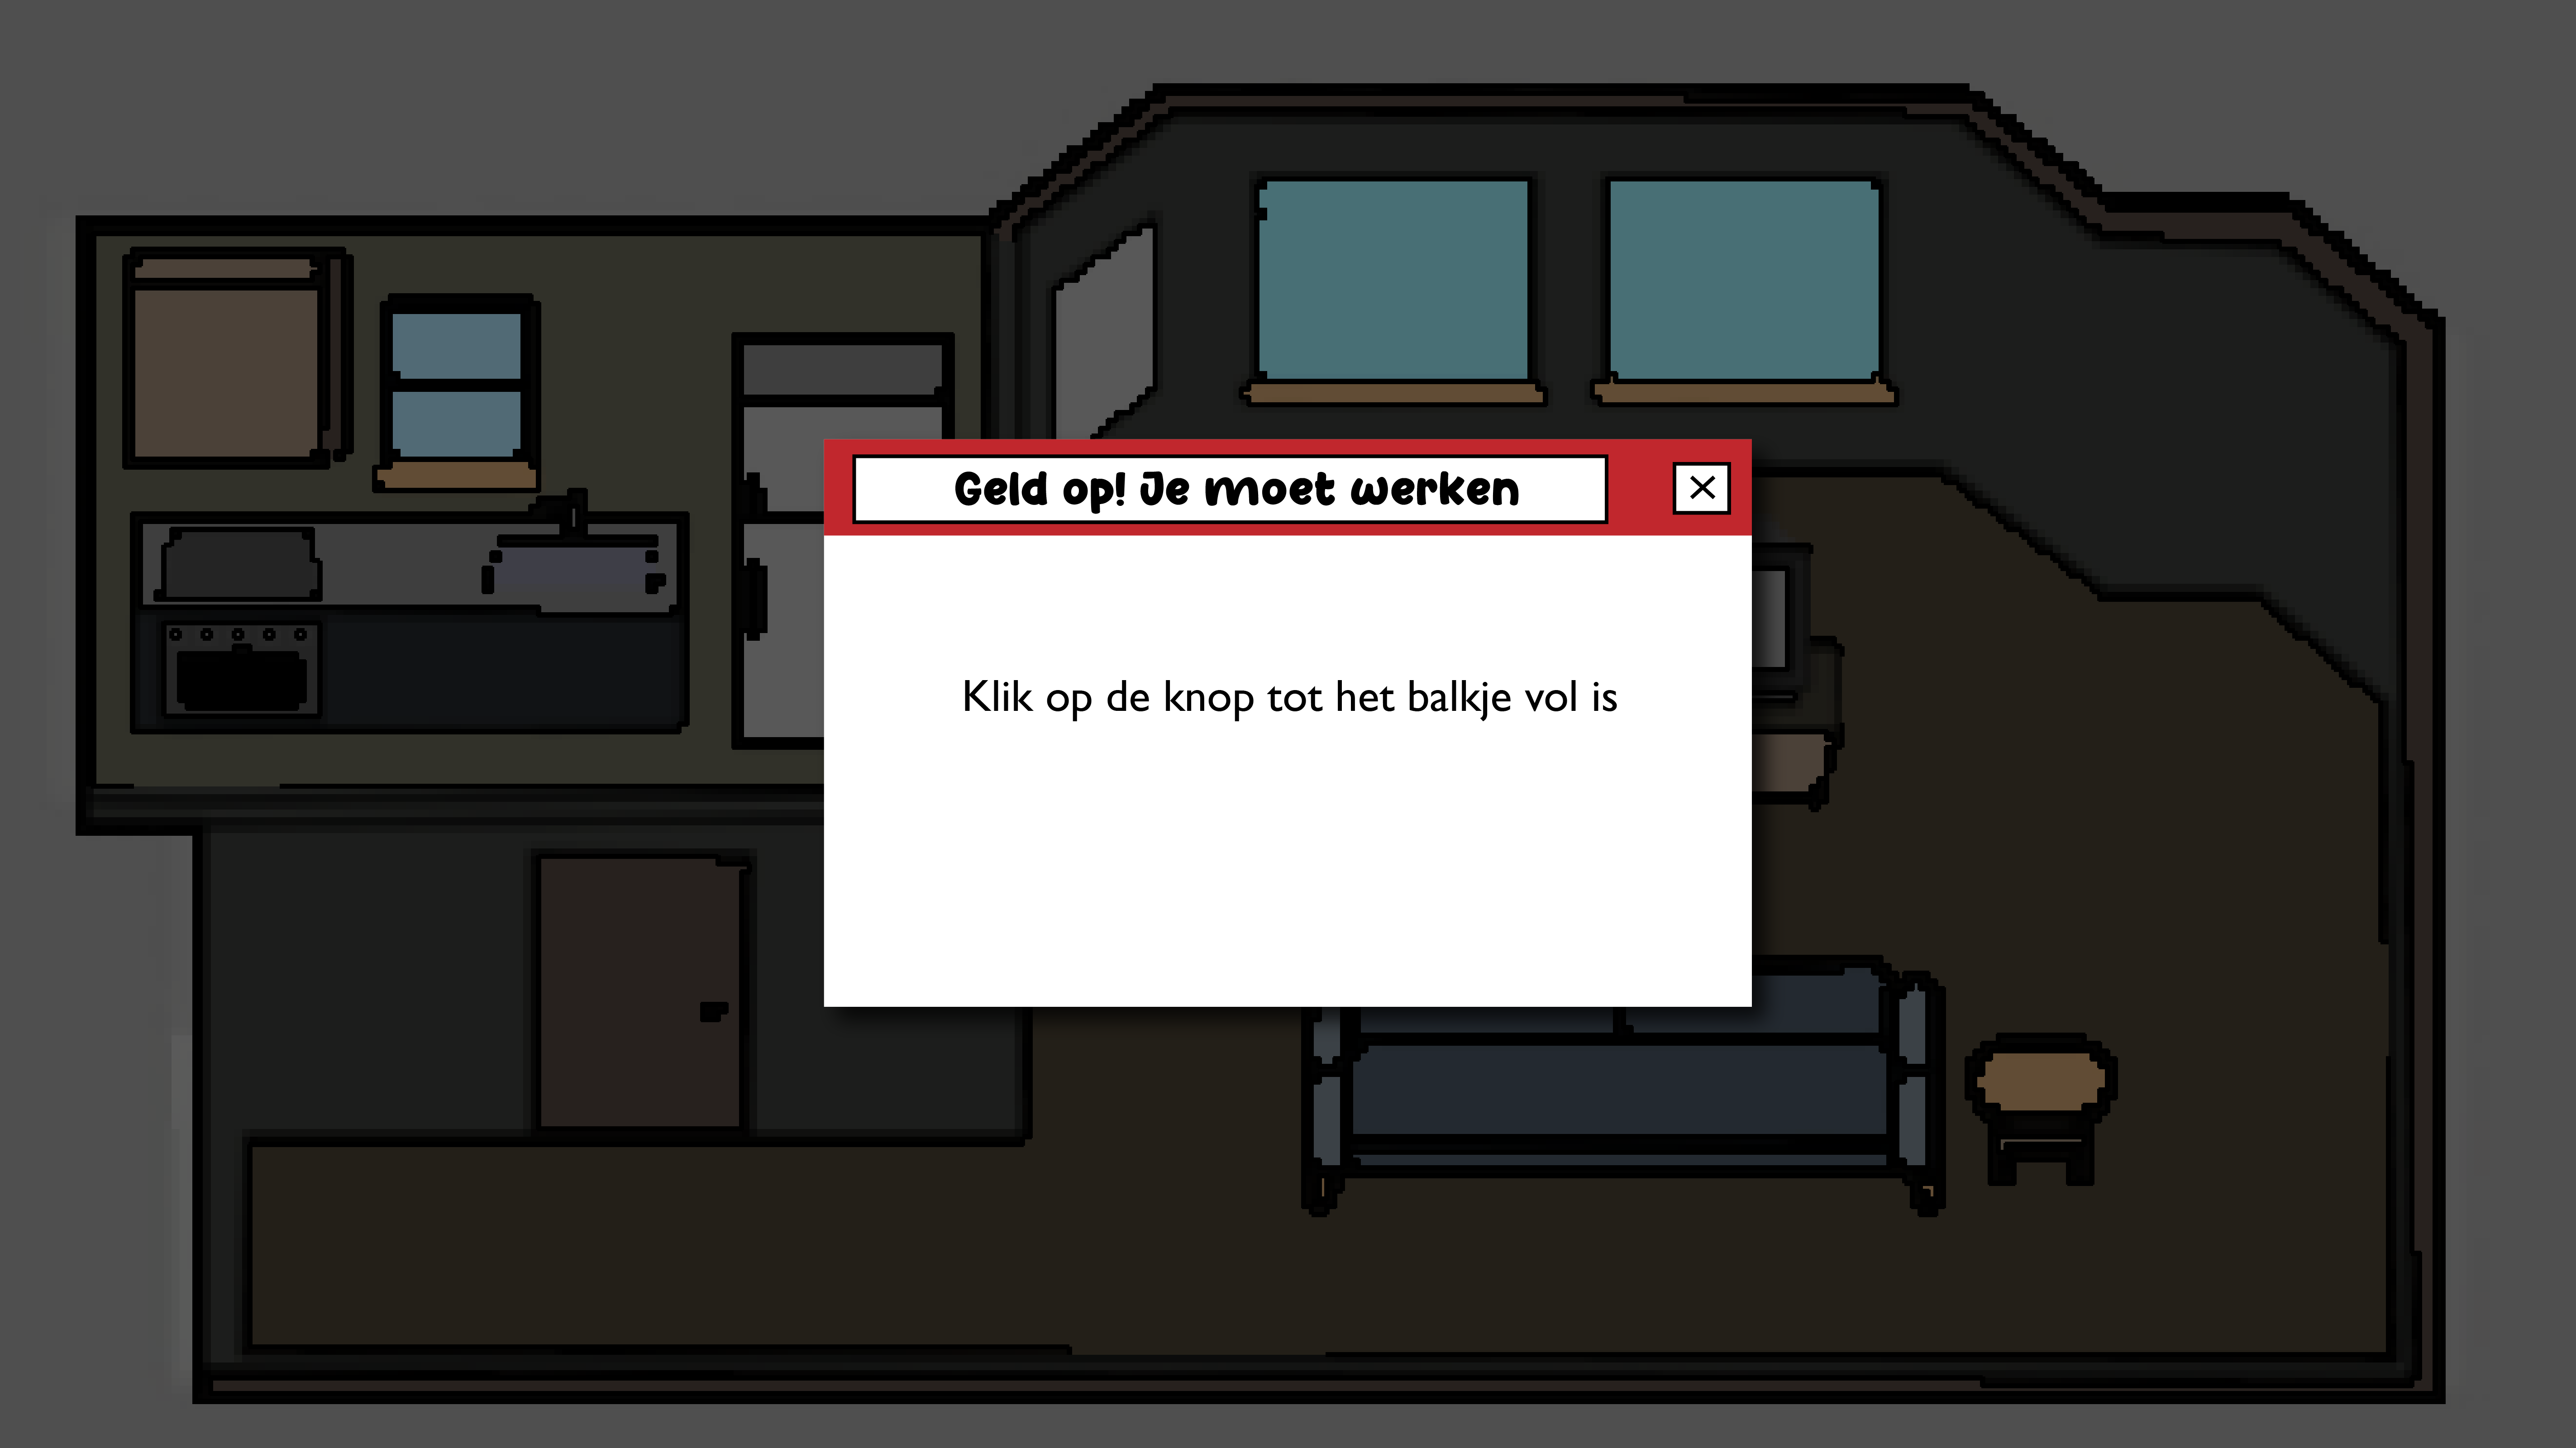 Geld op! Je moet werken
Klik op de knop tot het balkje vol is